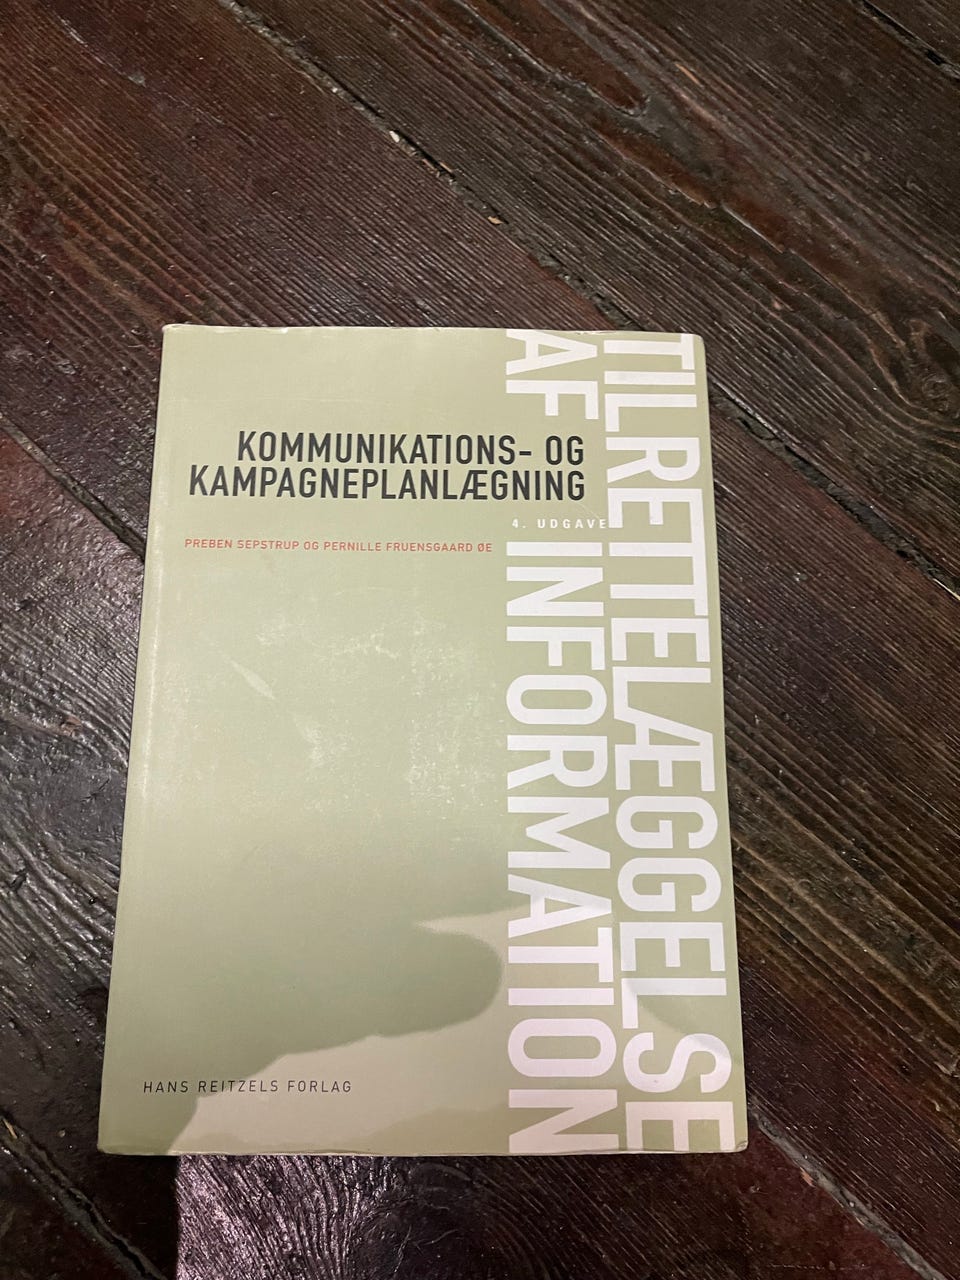 TILRETTELÆGGELSE
AF INFORMATION
KOMMUNIKATIONS- OG
KAMPAGNEPLANLÆGNING
4. UDGAVE
PREBEN SEPSTRUP OG PERNILLE FRUENSGAARD ØE
HANS REITZELS FORLAG